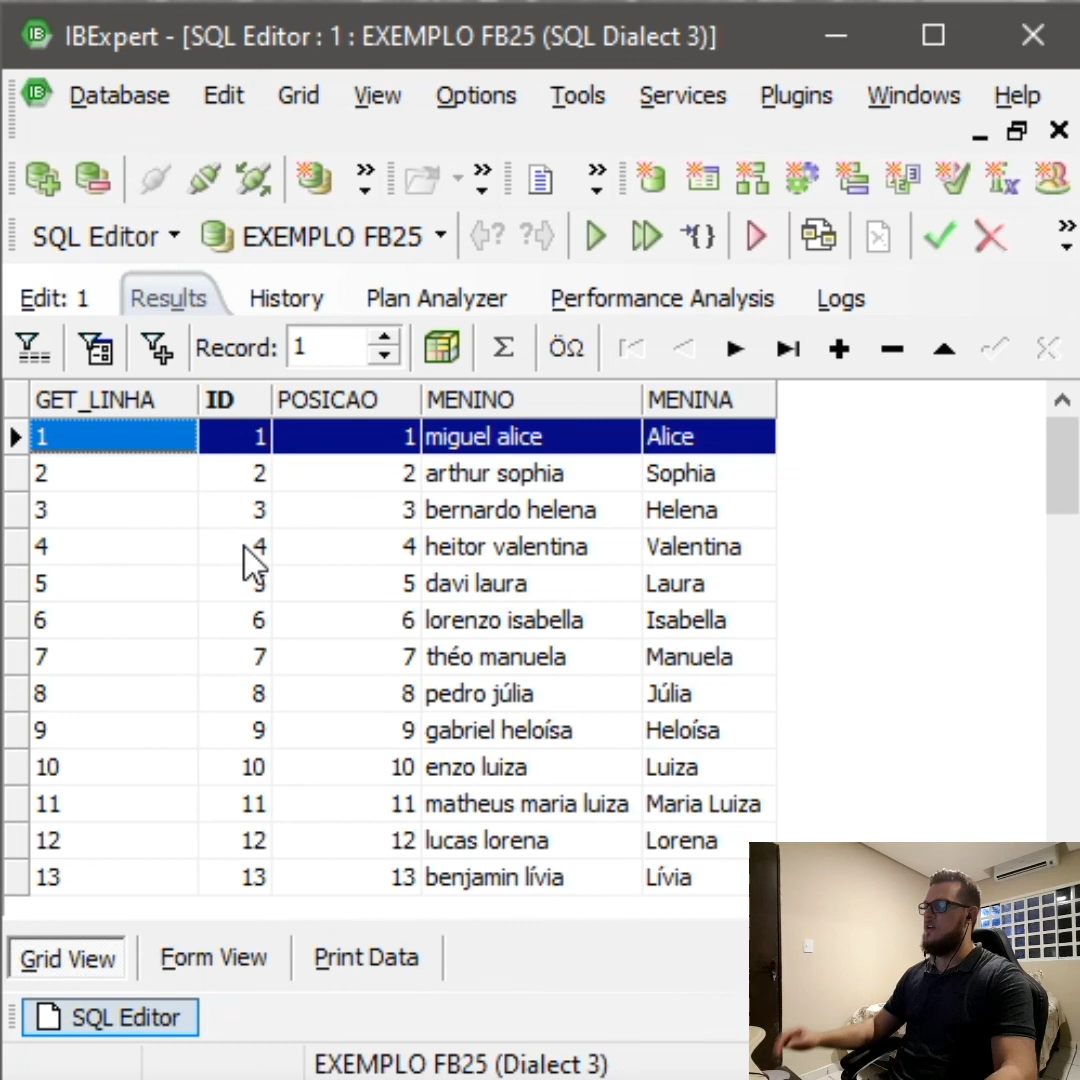 IBExpert - [SQL Editor : 1 : EXEMPLO FB25 (SQL Dialect 3)]
Database Edit Grid View Options Tools Services Plugins Windows Help
SQL Editor EXEMPLO FB25
Edit: 1 Results History Plan Analyzer Performance Analysis Logs
Record: 1 Σ ÖΩ
GET_LINHA ID POSICAO MENINO MENINA
1 1 1 miguel alice Alice
2 2 2 arthur sophia Sophia
3 3 3 bernardo helena Helena
4 4 4 heitor valentina Valentina
5 5 5 davi laura Laura
6 6 6 lorenzo isabella Isabella
7 7 7 théo manuela Manuela
8 8 8 pedro júlia Júlia
9 9 9 gabriel heloísa Heloísa
10 10 10 enzo luiza Luiza
11 11 11 matheus maria luiza Maria Luiza
12 12 12 lucas lorena Lorena
13 13 13 benjamin lívia Lívia
Grid View Form View Print Data
SQL Editor
EXEMPLO FB25 (Dialect 3)